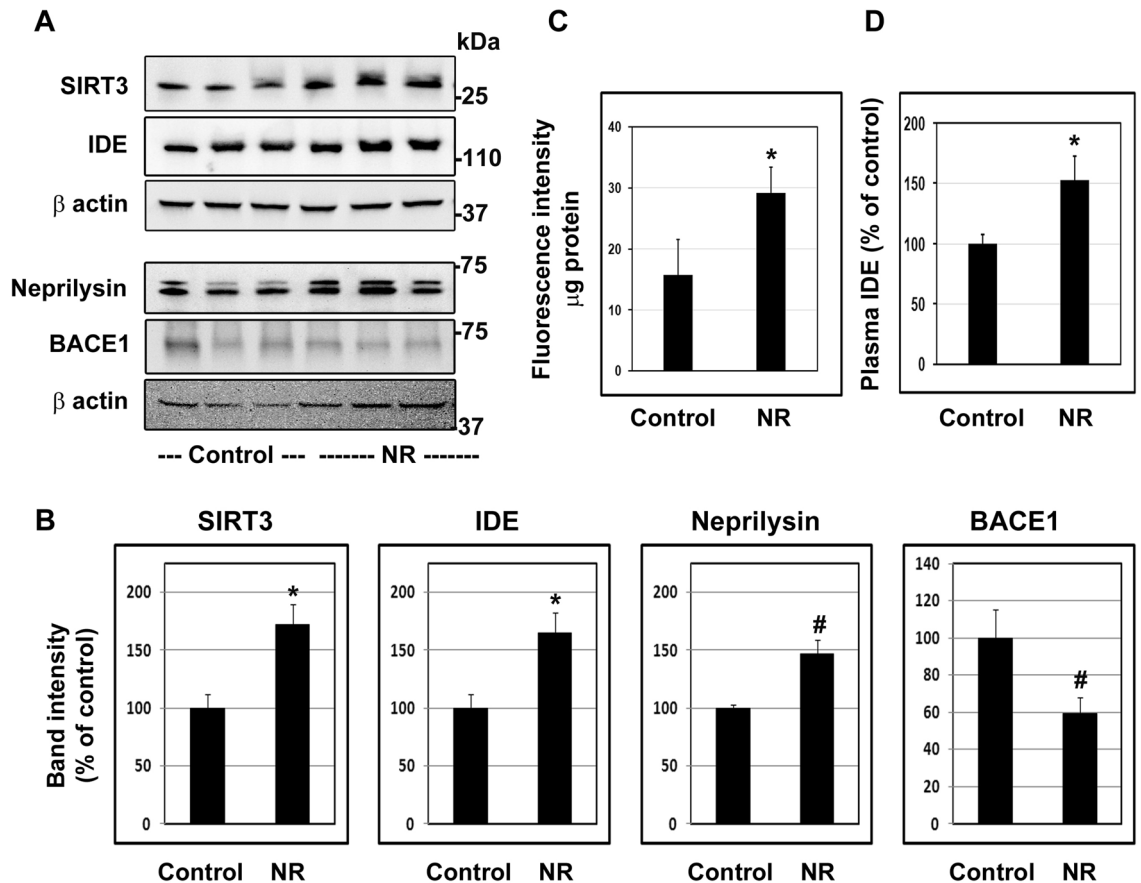 A
kDa
SIRT3
-25
IDE
-110
β actin
-37
-75
Neprilysin
-75
BACE1
β actin
-37
--- Control --- ------- NR -------
C
Fluorescence intensity
µg protein
40
30
20
10
0
*
Control NR
D
Plasma IDE (% of control)
200
150
100
50
0
*
Control NR
B
Band intensity
(% of control)
SIRT3
200
150
100
50
0
*
Control NR
IDE
200
150
100
50
0
*
Control NR
Neprilysin
200
150
100
50
0
#
Control NR
BACE1
140
120
100
80
60
40
20
0
#
Control NR